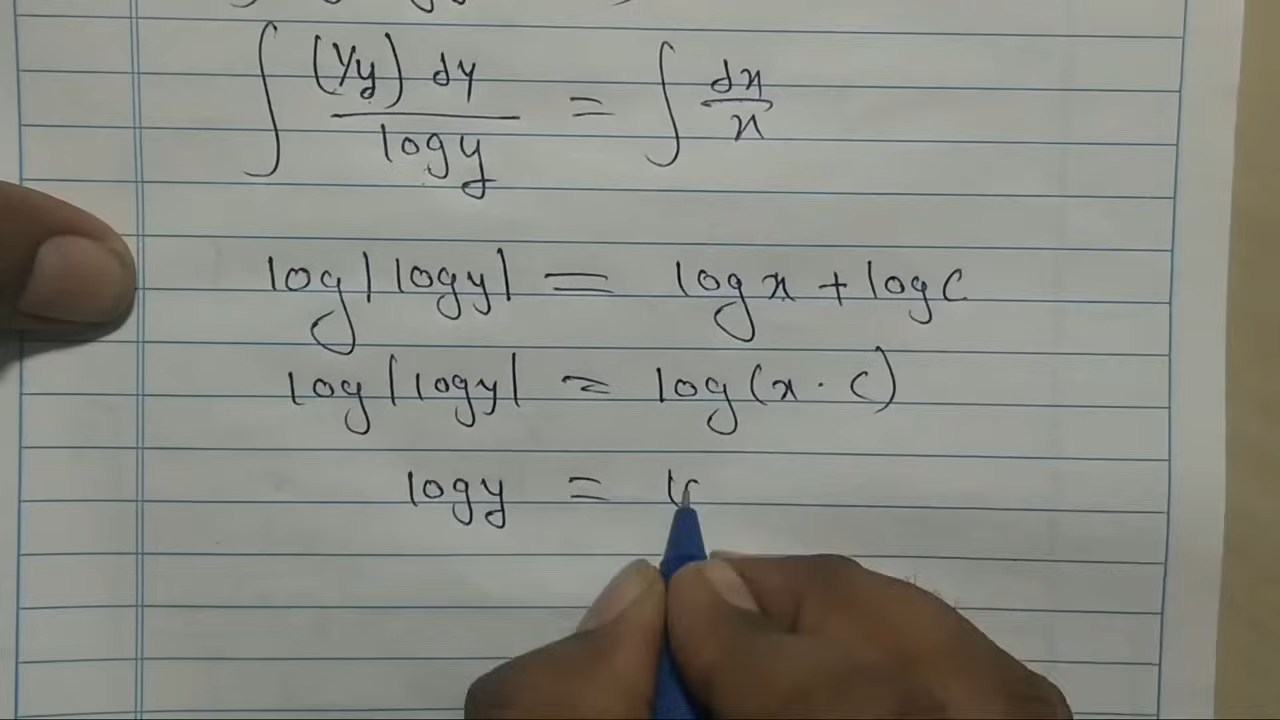 ∫ (1/y) dy / log y = ∫ dx / x
log|log y| = log x + log c
log|log y| = log(x · c)
log y =